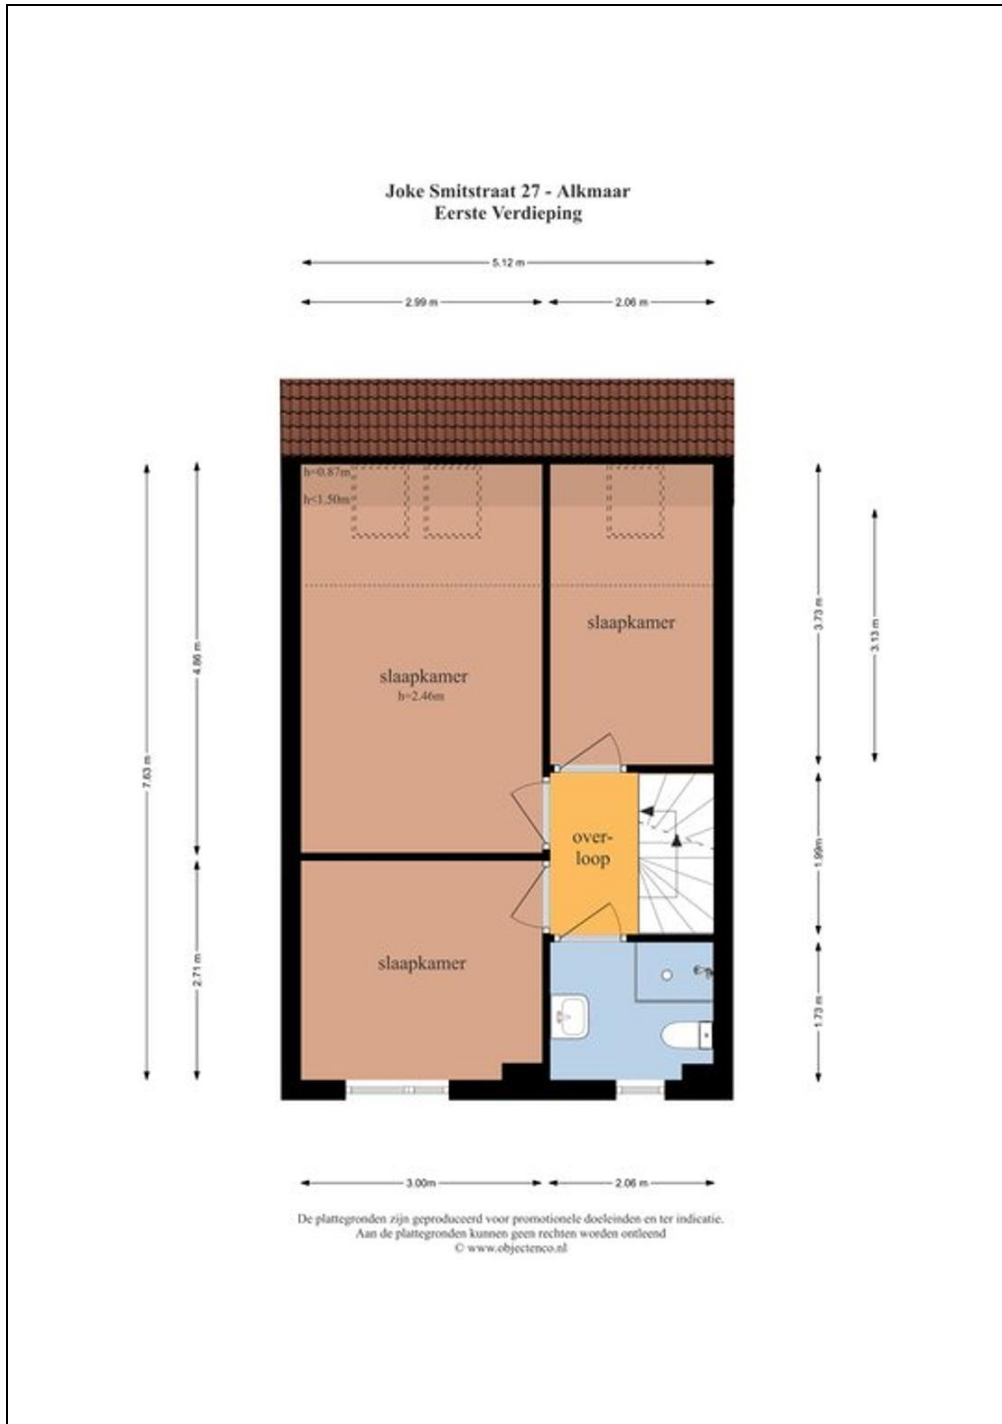 Joke Smitstraat 27 - Alkmaar
Eerste Verdieping
5.12 m
2.99 m
2.06 m
h=0.87m
h<1.50m
slaapkamer
h=2.46m
slaapkamer
over-
loop
slaapkamer
7.63 m
4.86 m
2.71 m
3.73 m
3.13 m
1.99m
1.73 m
3.00m
2.06 m
De plattegronden zijn geproduceerd voor promotionele doeleinden en ter indicatie.
Aan de plattegronden kunnen geen rechten worden ontleend
© www.objectenco.nl